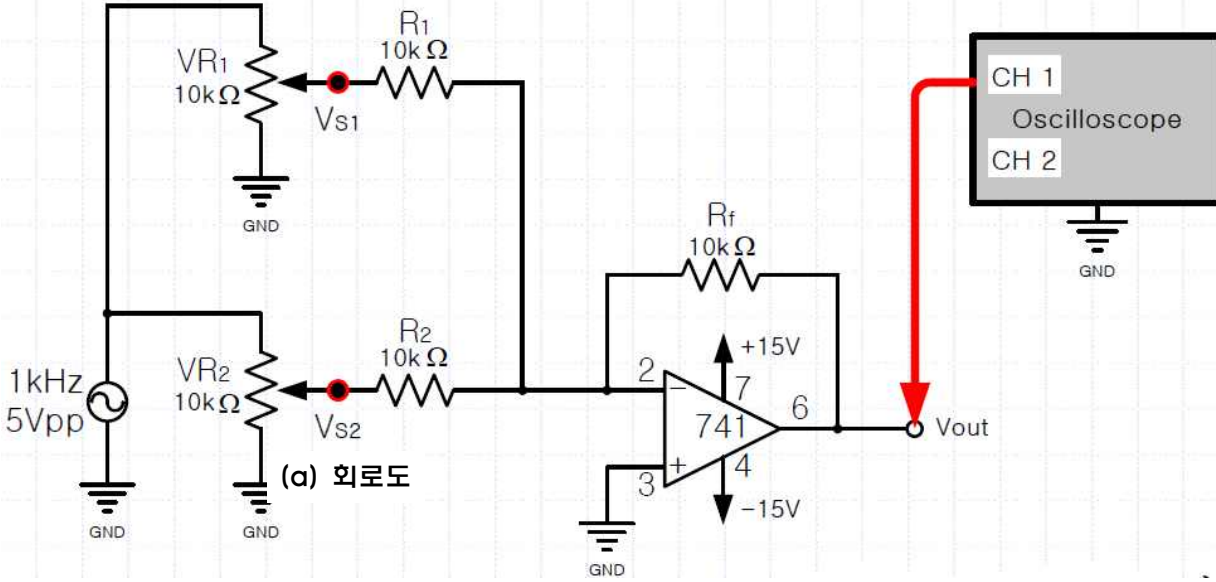 R1
10kΩ
VR1
10kΩ
VS1
GND
CH 1
Oscilloscope
CH 2
GND
Rf
10kΩ
R2
10kΩ
1kHz
5Vpp
VR2
10kΩ
VS2
GND
GND
(a) 회로도
+15V
2
−
7
741
6
Vout
+
3
4
−15V
GND